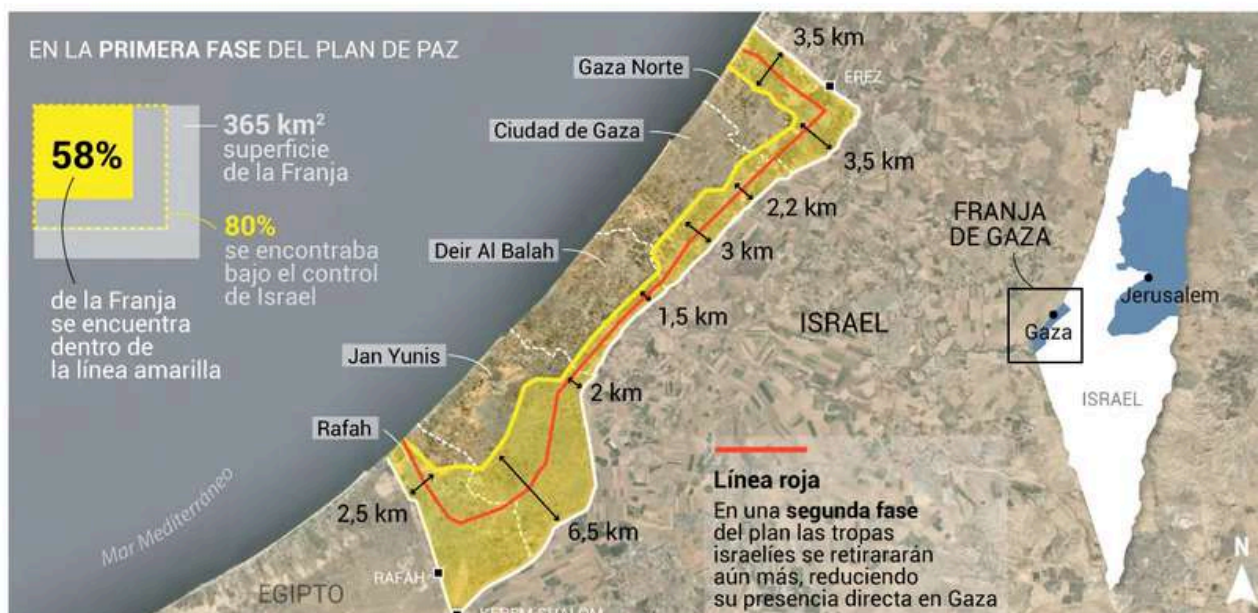 EN LA PRIMERA FASE DEL PLAN DE PAZ
58%
365 km²
superficie
de la Franja
80%
se encontraba
bajo el control
de Israel
de la Franja
se encuentra
dentro de
la línea amarilla
Gaza Norte
Ciudad de Gaza
Deir Al Balah
Jan Yunis
Rafah
3,5 km
EREZ
3,5 km
2,2 km
3 km
1,5 km
2 km
6,5 km
2,5 km
ISRAEL
Mar Mediterráneo
EGIPTO
RAFAH
KEREM SHALOM
Línea roja
En una segunda fase
del plan las tropas
israelíes se retirararán
aún más, reduciendo
su presencia directa en Gaza
FRANJA
DE GAZA
Jerusalem
Gaza
ISRAEL
N